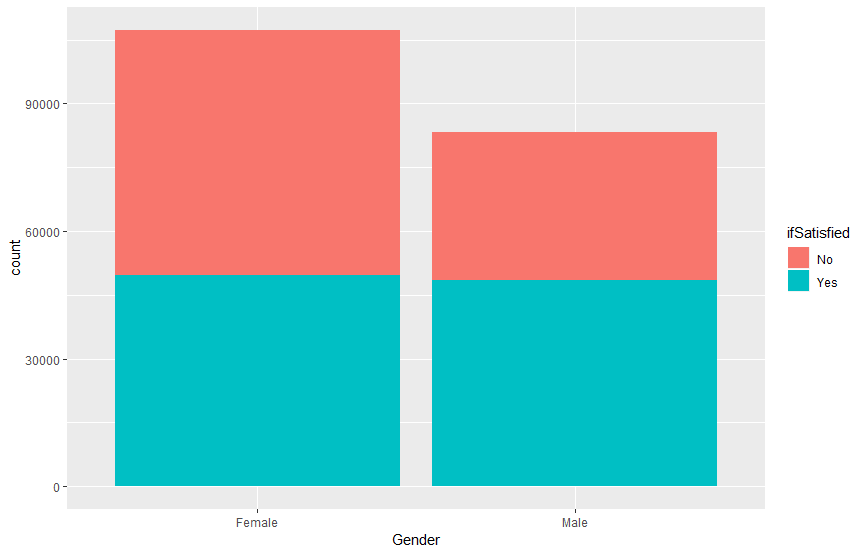 90000
60000
30000
0
count
Female
Male
Gender
ifSatisfied
No
Yes